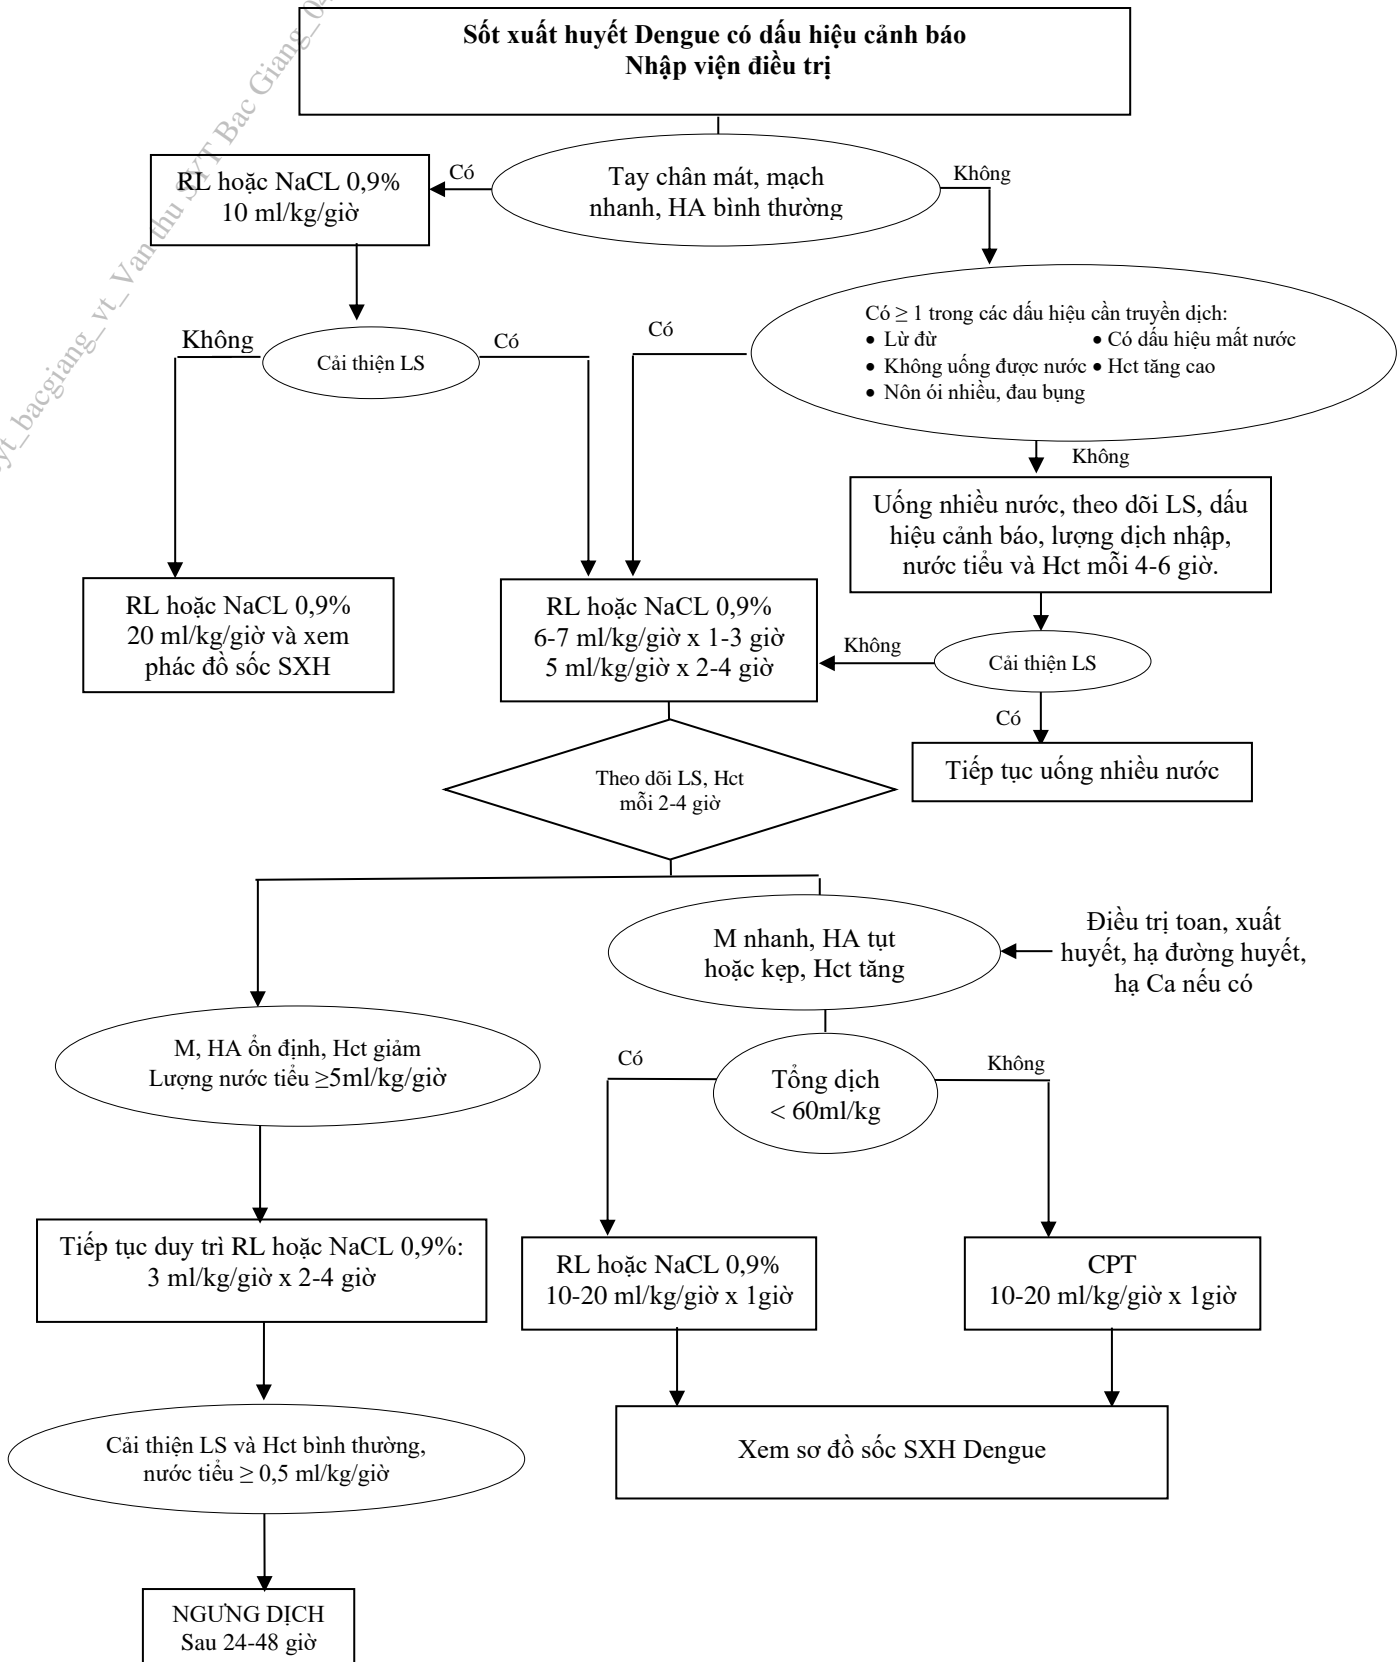 Sốt xuất huyết Dengue có dấu hiệu cảnh báo
Nhập viện điều trị
Tay chân mát, mạch
nhanh, HA bình thường
Có
Không
RL hoặc NaCL 0,9%
10 ml/kg/giờ
Có ≥ 1 trong các dấu hiệu cần truyền dịch:
• Lừ đừ • Có dấu hiệu mất nước
• Không uống được nước • Hct tăng cao
• Nôn ói nhiều, đau bụng
Không
Cải thiện LS
Có
Có
Không
Uống nhiều nước, theo dõi LS, dấu
hiệu cảnh báo, lượng dịch nhập,
nước tiểu và Hct mỗi 4-6 giờ.
RL hoặc NaCL 0,9%
20 ml/kg/giờ và xem
phác đồ sốc SXH
RL hoặc NaCL 0,9%
6-7 ml/kg/giờ x 1-3 giờ
5 ml/kg/giờ x 2-4 giờ
Không
Cải thiện LS
Có
Tiếp tục uống nhiều nước
Theo dõi LS, Hct
mỗi 2-4 giờ
M nhanh, HA tụt
hoặc kẹp, Hct tăng
Điều trị toan, xuất
huyết, hạ đường huyết,
hạ Ca nếu có
M, HA ổn định, Hct giảm
Lượng nước tiểu ≥5ml/kg/giờ
Có
Tổng dịch
< 60ml/kg
Không
Tiếp tục duy trì RL hoặc NaCL 0,9%:
3 ml/kg/giờ x 2-4 giờ
RL hoặc NaCL 0,9%
10-20 ml/kg/giờ x 1giờ
CPT
10-20 ml/kg/giờ x 1giờ
Cải thiện LS và Hct bình thường,
nước tiểu ≥ 0,5 ml/kg/giờ
Xem sơ đồ sốc SXH Dengue
NGƯNG DỊCH
Sau 24-48 giờ
syt_bacgiang_vt_Van thu SYT Bac Giang_04